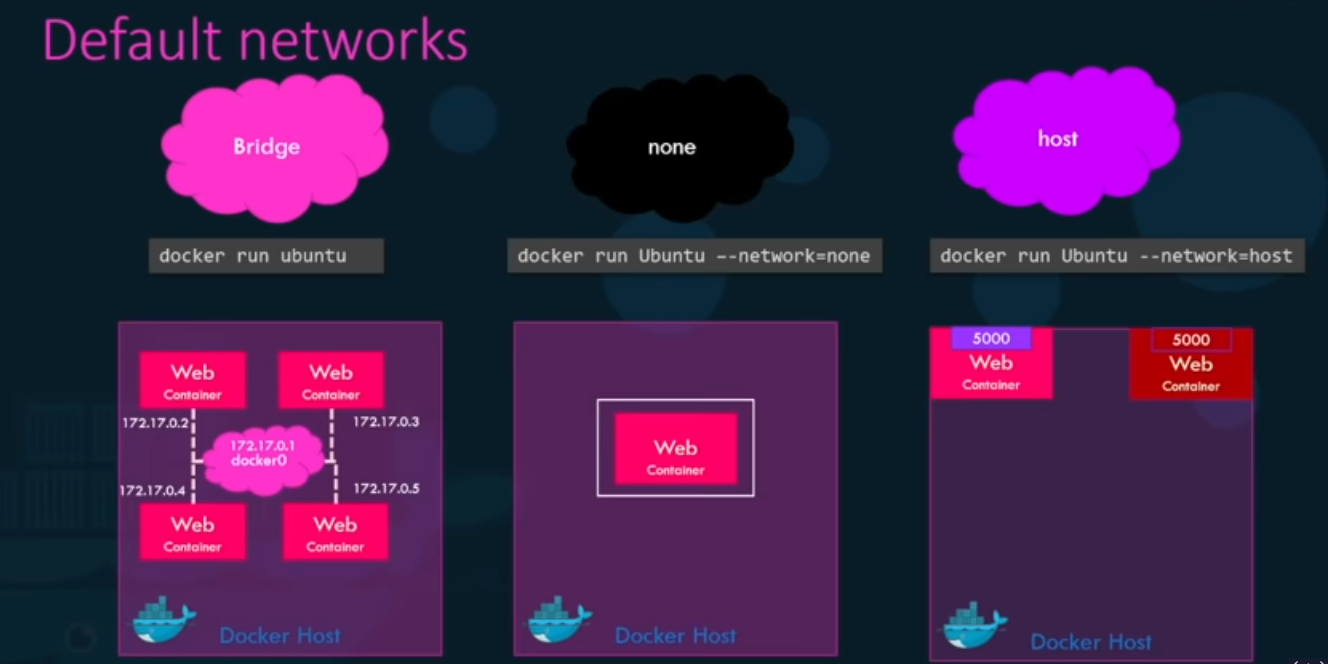 Default networks
Bridge
docker run ubuntu
Web
Container
Web
Container
172.17.0.2
172.17.0.3
172.17.0.1
docker0
172.17.0.4
172.17.0.5
Web
Container
Web
Container
Docker Host
none
docker run Ubuntu --network=none
Web
Container
Docker Host
host
docker run Ubuntu --network=host
5000
Web
Container
5000
Web
Container
Docker Host